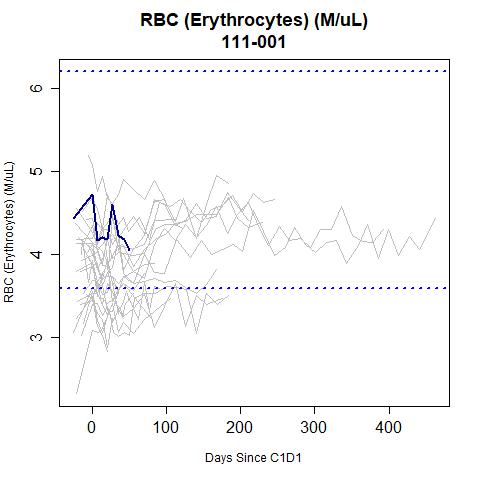 RBC (Erythrocytes) (M/uL)
111-001
RBC (Erythrocytes) (M/uL)
6
5
4
3
0 100 200 300 400
Days Since C1D1